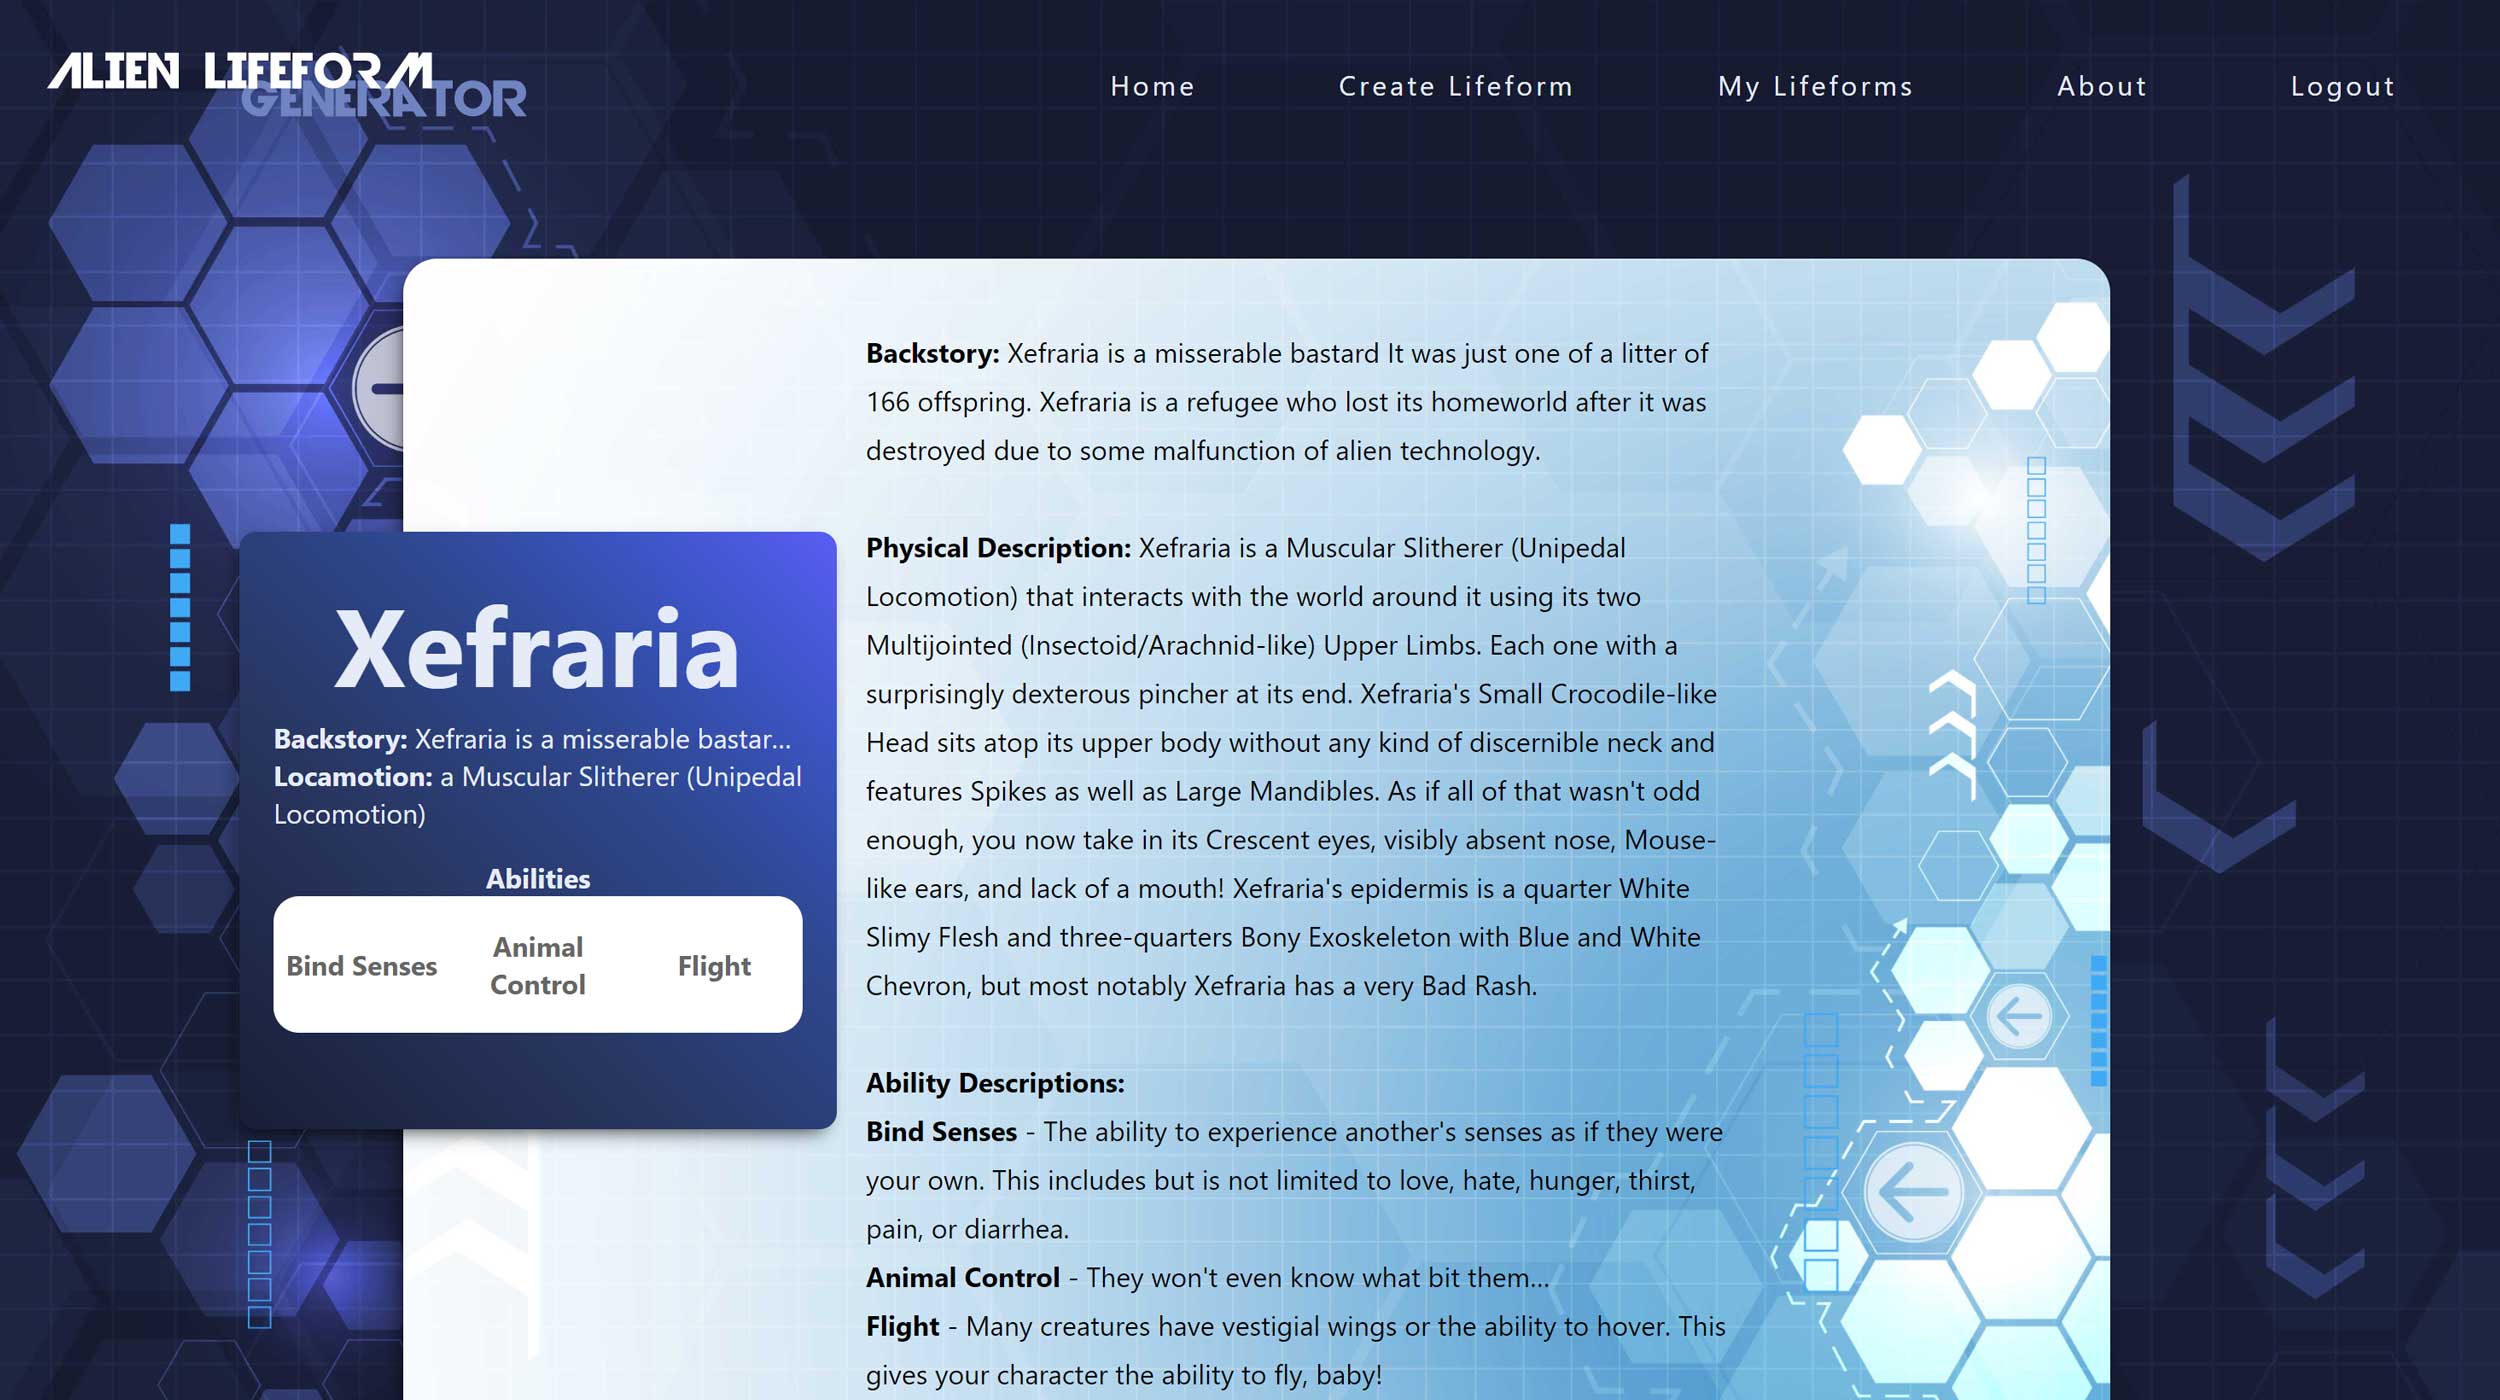 ALIEN LIFEFORM
GENERATOR
Home
Create Lifeform
My Lifeforms
About
Logout
Xefraria
Backstory: Xefraria is a misserable bastar...
Locamotion: a Muscular Slitherer (Unipedal
Locomotion)
Abilities
Bind Senses
Animal
Control
Flight
Backstory: Xefraria is a misserable bastard It was just one of a litter of
166 offspring. Xefraria is a refugee who lost its homeworld after it was
destroyed due to some malfunction of alien technology.
Physical Description: Xefraria is a Muscular Slitherer (Unipedal
Locomotion) that interacts with the world around it using its two
Multijointed (Insectoid/Arachnid-like) Upper Limbs. Each one with a
surprisingly dexterous pincher at its end. Xefraria's Small Crocodile-like
Head sits atop its upper body without any kind of discernible neck and
features Spikes as well as Large Mandibles. As if all of that wasn't odd
enough, you now take in its Crescent eyes, visibly absent nose, Mouse-
like ears, and lack of a mouth! Xefraria's epidermis is a quarter White
Slimy Flesh and three-quarters Bony Exoskeleton with Blue and White
Chevron, but most notably Xefraria has a very Bad Rash.
Ability Descriptions:
Bind Senses - The ability to experience another's senses as if they were
your own. This includes but is not limited to love, hate, hunger, thirst,
pain, or diarrhea.
Animal Control - They won't even know what bit them...
Flight - Many creatures have vestigial wings or the ability to hover. This
gives your character the ability to fly, baby!